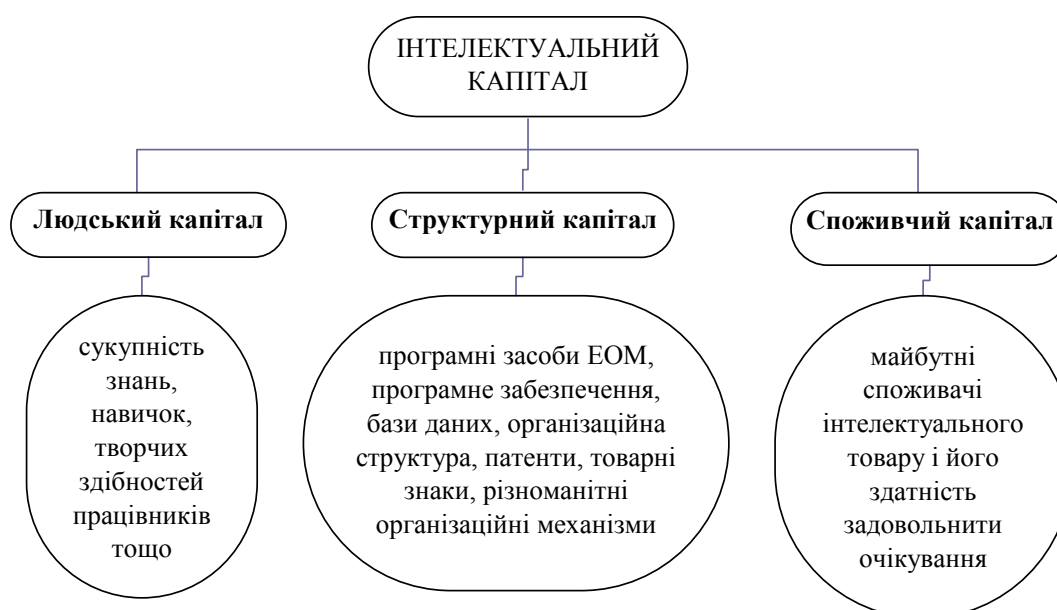 ІНТЕЛЕКТУАЛЬНИЙ
КАПІТАЛ
Людський капітал
Структурний капітал
Споживчий капітал
сукупність
знань,
навичок,
творчих
здібностей
працівників
тощо
програмні засоби ЕОМ,
програмне забезпечення,
бази даних, організаційна
структура, патенти, товарні
знаки, різноманітні
організаційні механізми
майбутні
споживачі
інтелектуального
товару і його
здатність
задовольнити
очікування